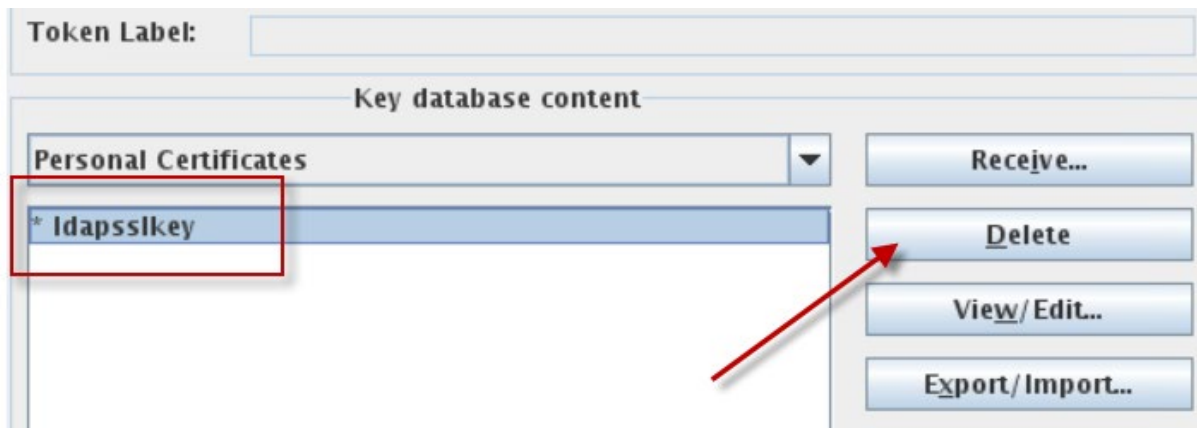 Token Label:
Key database content
Personal Certificates
Receive...
* ldapsslkey
Delete
View/Edit...
Export/Import...